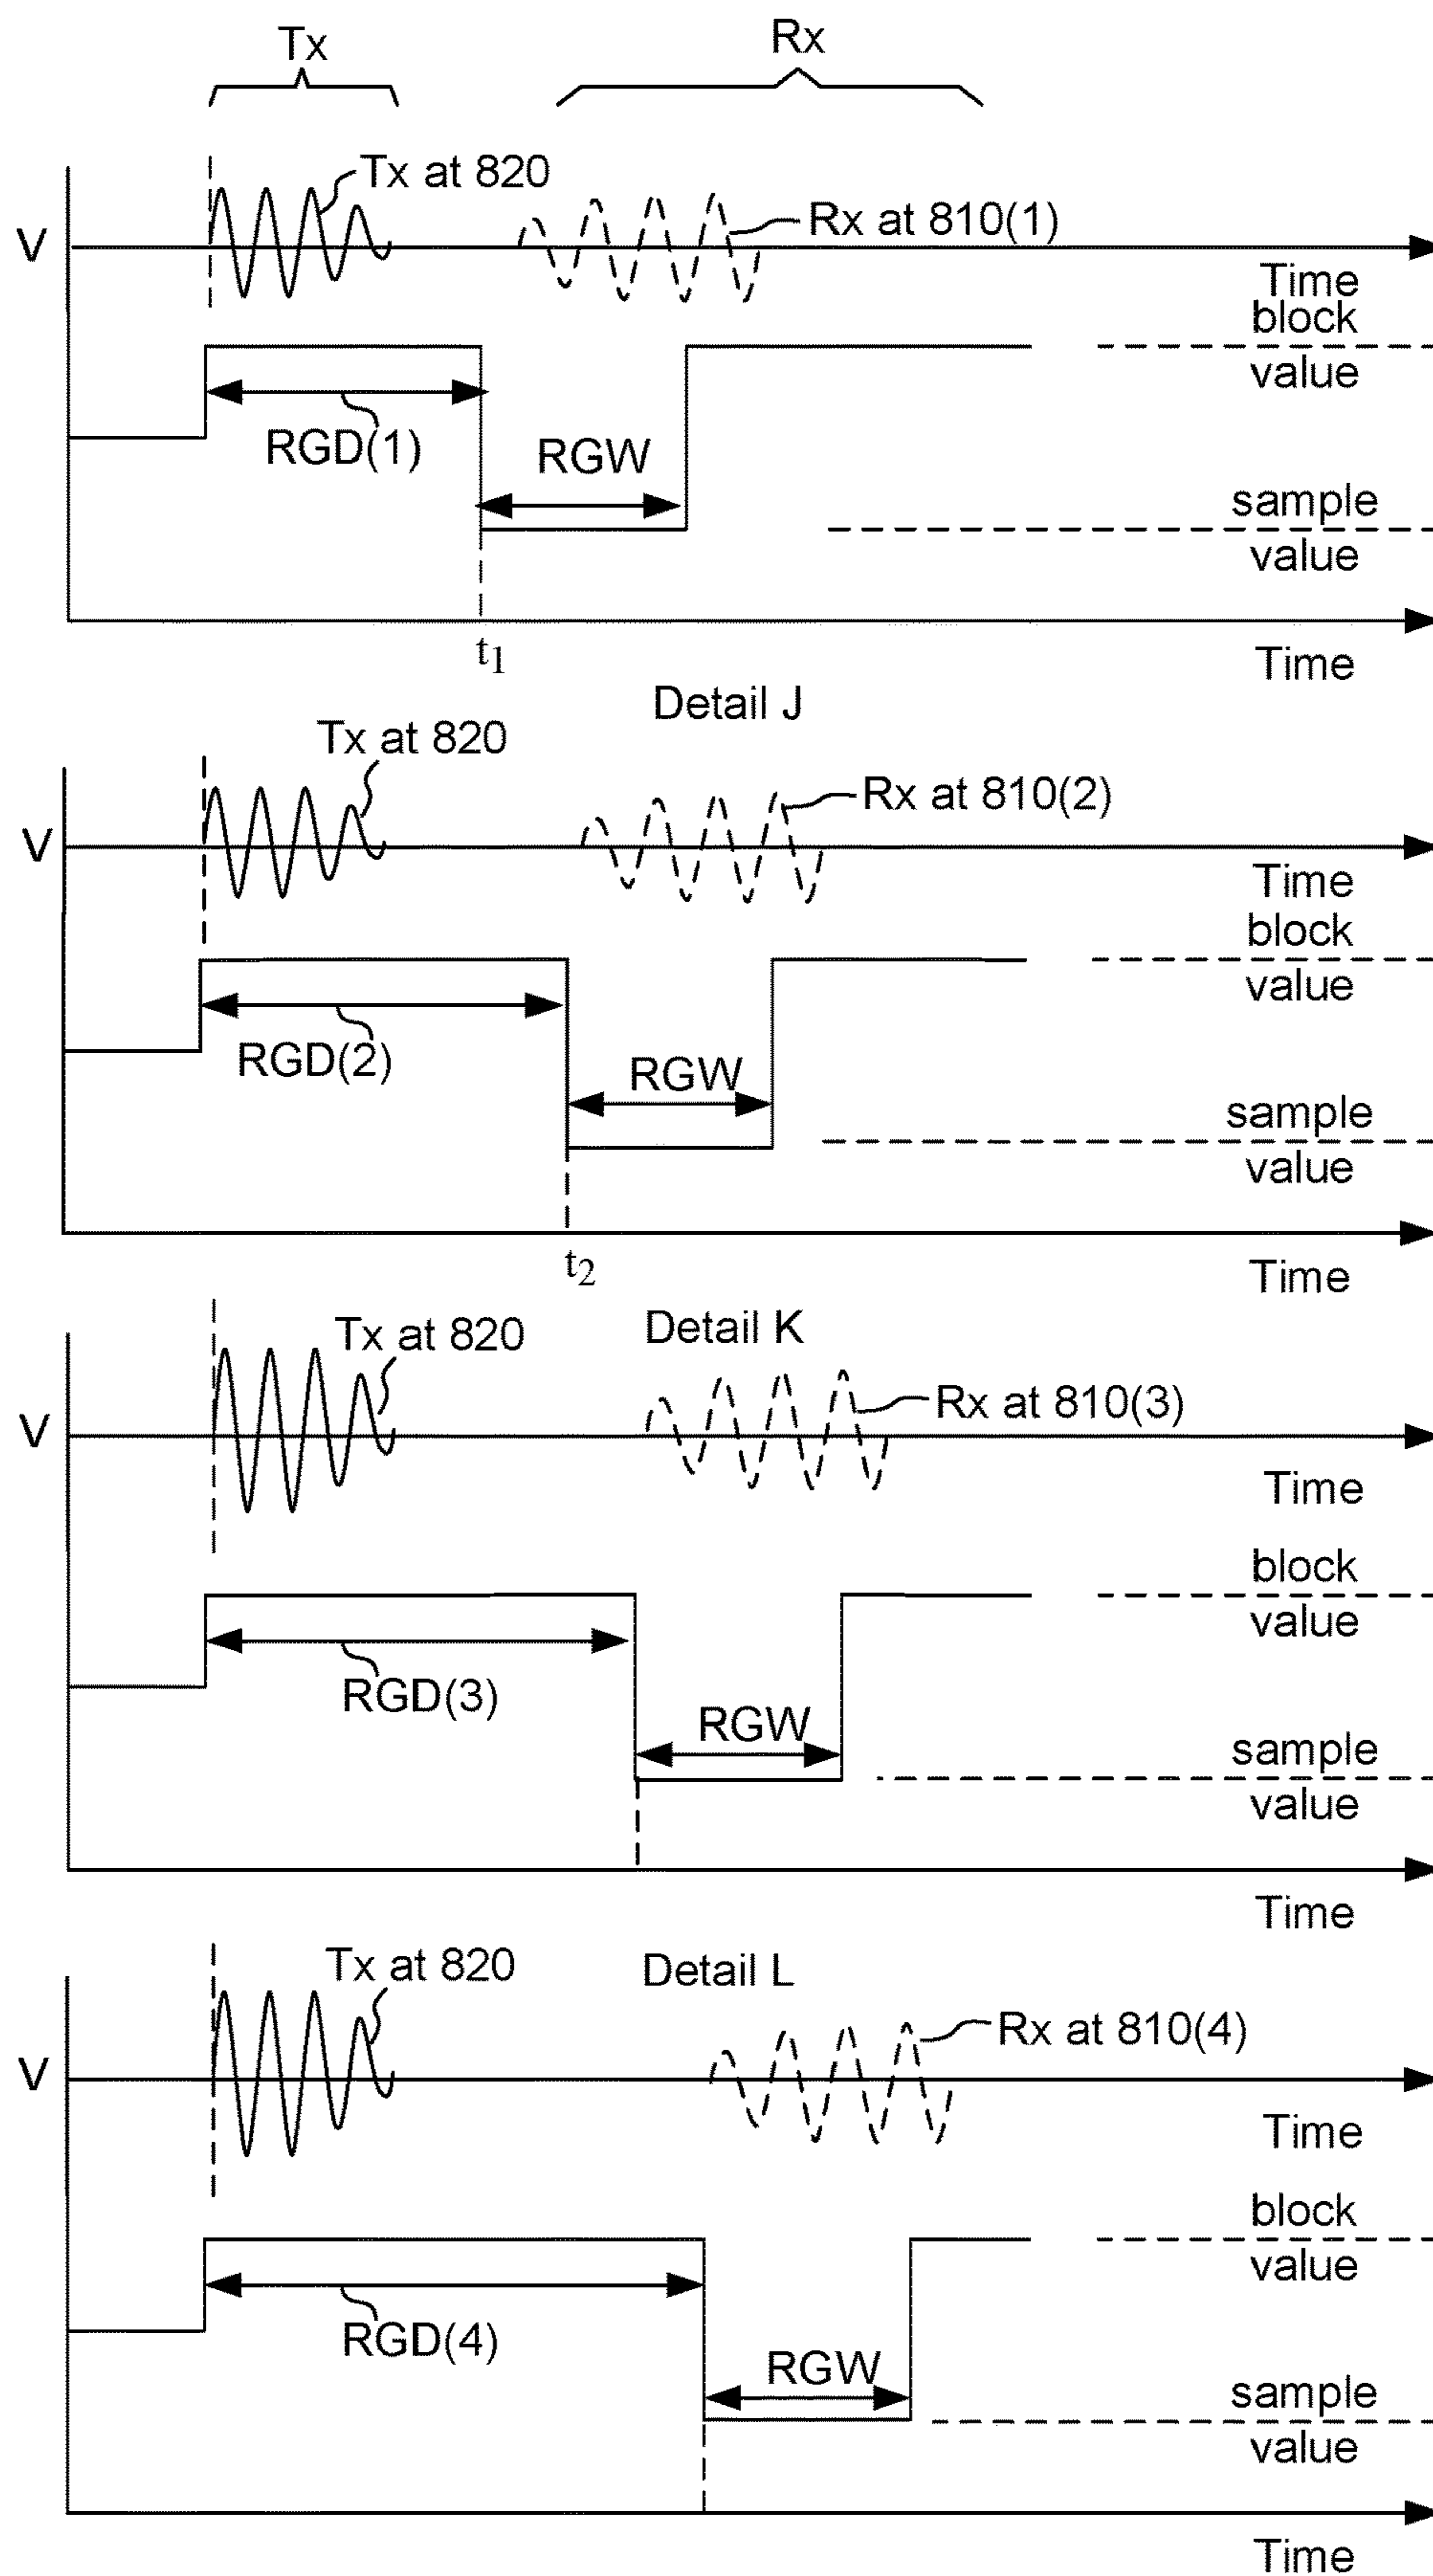 Tx
Rx
Tx at 820
Rx at 810(1)
V
Time
block
value
RGD(1)
RGW
sample
value
t1
Time
Detail J
Tx at 820
Rx at 810(2)
V
Time
block
value
RGD(2)
RGW
sample
value
t2
Time
Detail K
Tx at 820
Rx at 810(3)
V
Time
block
value
RGD(3)
RGW
sample
value
Time
Detail L
Tx at 820
Rx at 810(4)
V
Time
block
value
RGD(4)
RGW
sample
value
Time